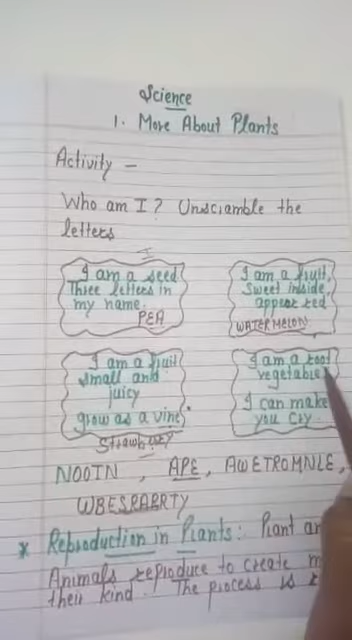 Science
1. More About Plants
Activity -
Who am I? Unscramble the
letters
I am a seed
Three letters in
my name.
PEA
I am a fruit,
Sweet inside,
appear red
WATERMELON
I am a fruit
small and
juicy
grow as a vine
Strawberry
I am a root
vegetable
I can make
you cry.
NOOIN, APE, AWETROMNLE,
WBESRAERTY
* Reproduction in Plants: Plant an
Animals reproduce to create m
their kind. The process is